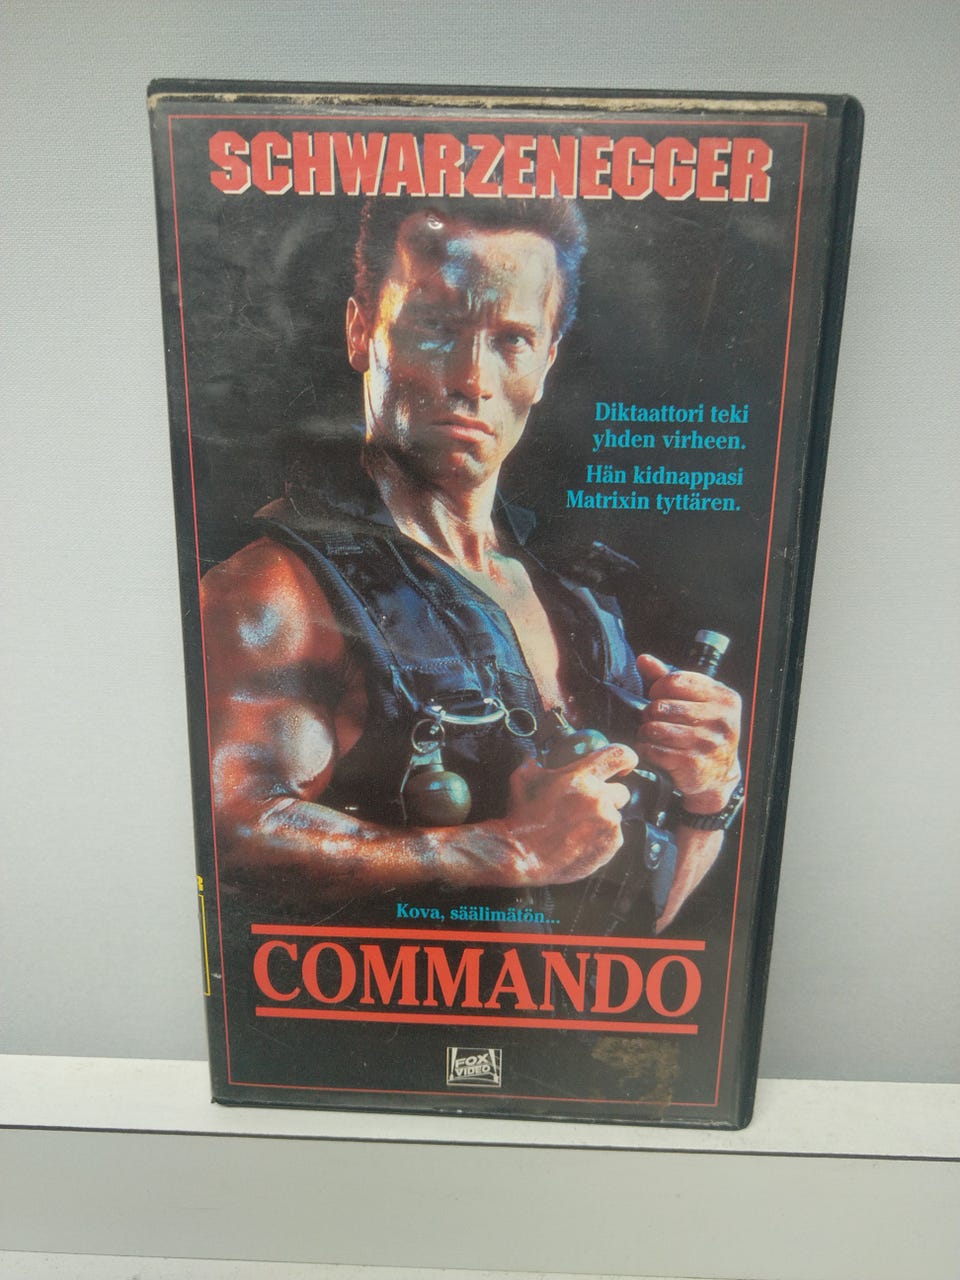 SCHWARZENEGGER
Diktaattori teki
yhden virheen.
Hän kidnappasi
Matrixin tyttären.
Kova, säälimätön...
COMMANDO
FOX
VIDEO